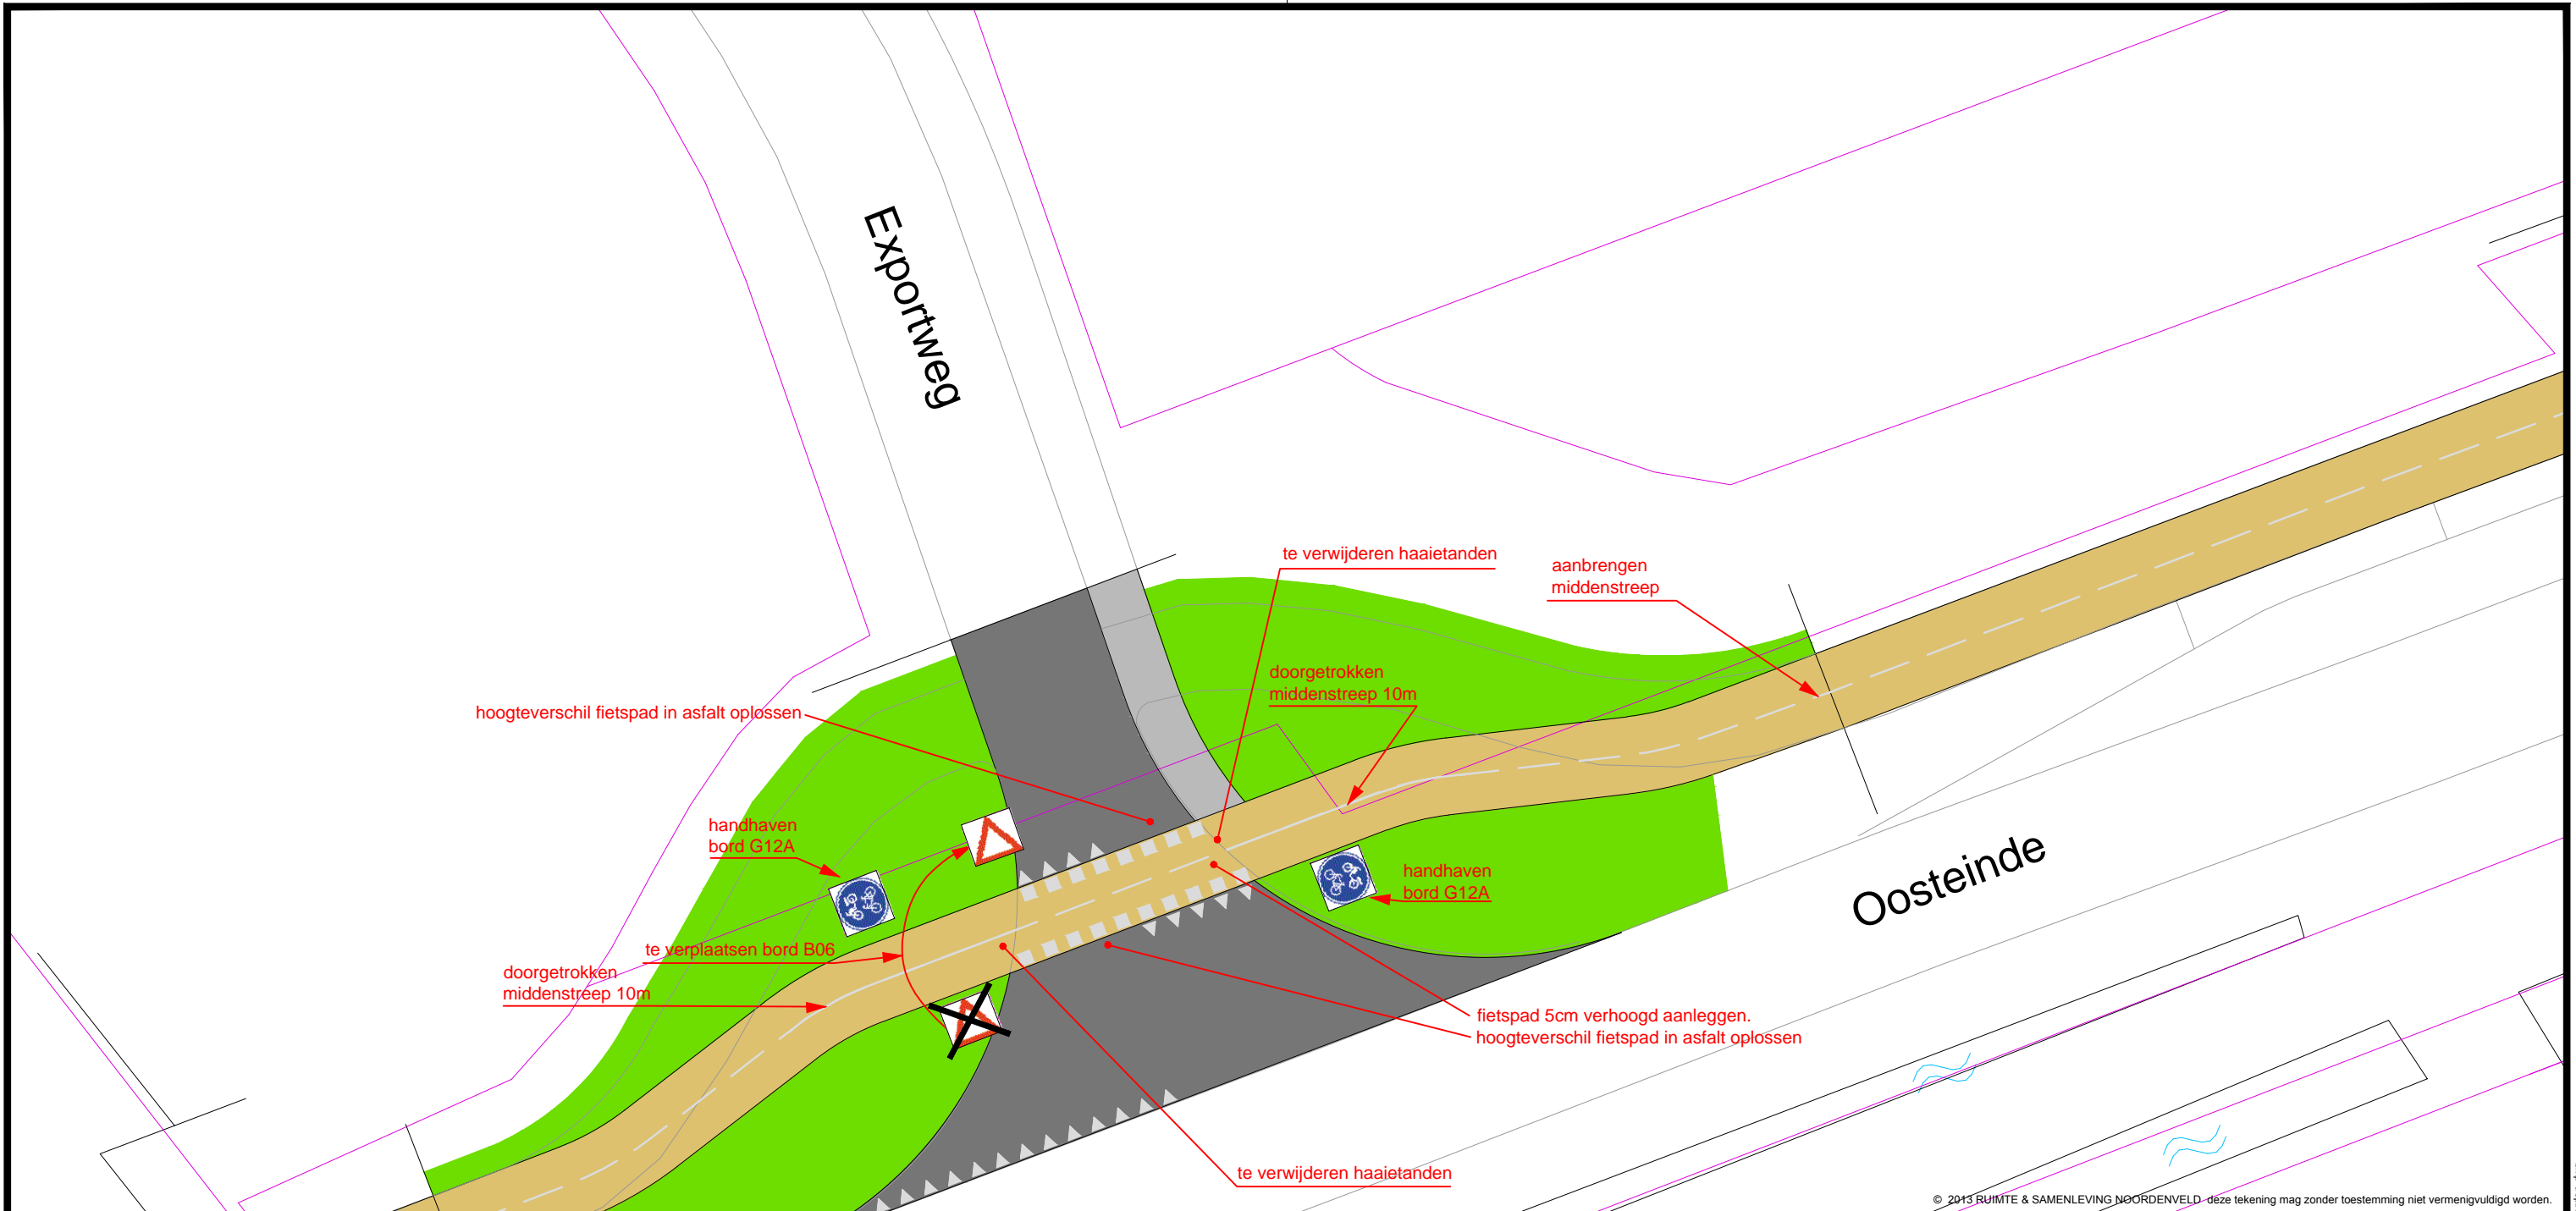 Exportweg
te verwijderen haaietanden
aanbrengen
middenstreep
doorgetrokken
middenstreep 10m
hoogteverschil fietspad in asfalt oplossen
handhaven
bord G12A
handhaven
bord G12A
Oosteinde
te verplaatsen bord B06
doorgetrokken
middenstreep 10m
fietspad 5cm verhoogd aanleggen.
hoogteverschil fietspad in asfalt oplossen
te verwijderen haaietanden
© 2013 RUIMTE & SAMENLEVING NOORDENVELD deze tekening mag zonder toestemming niet vermenigvuldigd worden.